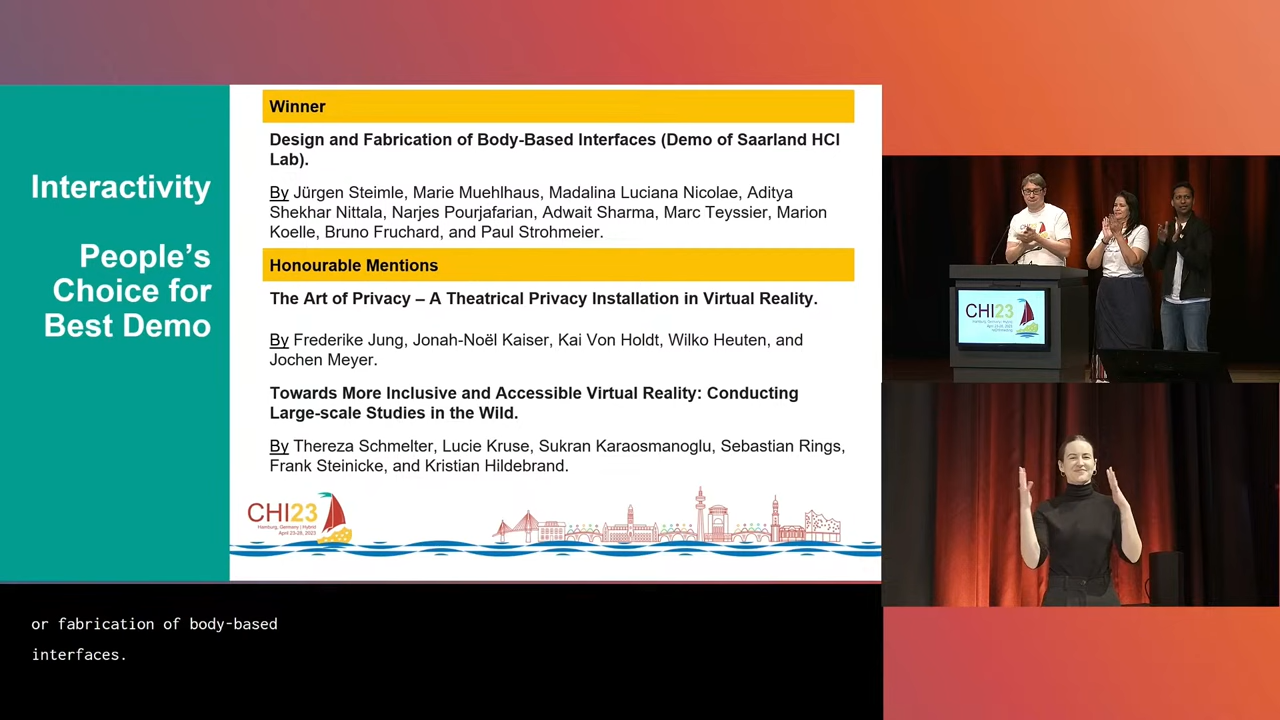 Interactivity
People's
Choice for
Best Demo
Winner
Design and Fabrication of Body-Based Interfaces (Demo of Saarland HCI
Lab).
By Jürgen Steimle, Marie Muehlhaus, Madalina Luciana Nicolae, Aditya
Shekhar Nittala, Narjes Pourjafarian, Adwait Sharma, Marc Teyssier, Marion
Koelle, Bruno Fruchard, and Paul Strohmeier.
Honourable Mentions
The Art of Privacy – A Theatrical Privacy Installation in Virtual Reality.
By Frederike Jung, Jonah-Noël Kaiser, Kai Von Holdt, Wilko Heuten, and
Jochen Meyer.
Towards More Inclusive and Accessible Virtual Reality: Conducting
Large-scale Studies in the Wild.
By Thereza Schmelter, Lucie Kruse, Sukran Karaosmanoglu, Sebastian Rings,
Frank Steinicke, and Kristian Hildebrand.
CHI23
Hamburg, Germany | Hybrid
April 23-28, 2023
CHI23
or fabrication of body-based
interfaces.